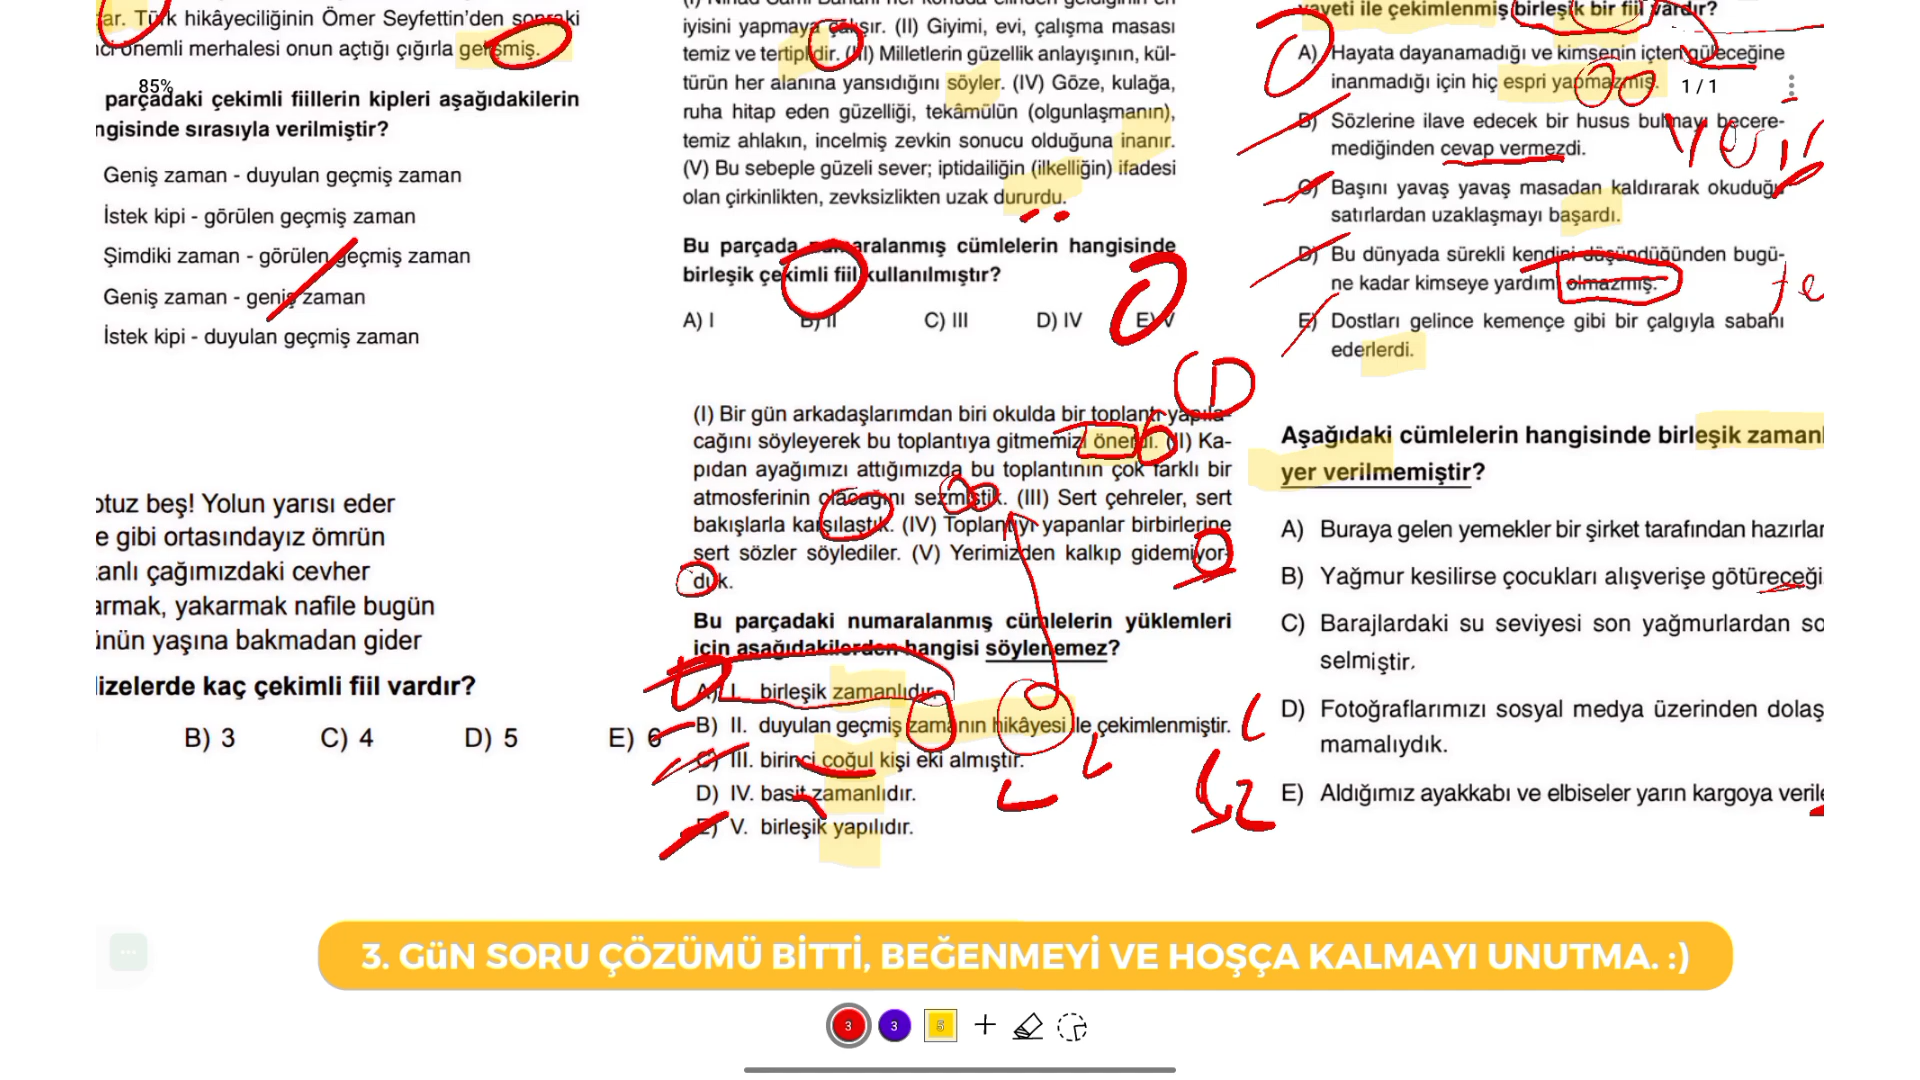 Türk hikâyeciliğinin Ömer Seyfettin'den sonraki
önemli merhalesi onun açtığı çığırla gelişmiş.
85%
parçadaki çekimli fiillerin kipleri aşağıdakilerin
ngisinde sırasıyla verilmiştir?
Geniş zaman - duyulan geçmiş zaman
İstek kipi - görülen geçmiş zaman
Şimdiki zaman - görülen geçmiş zaman
Geniş zaman - geniş zaman
İstek kipi - duyulan geçmiş zaman
otuz beş! Yolun yarısı eder
e gibi ortasındayız ömrün
anlı çağımızdaki cevher
armak, yakarmak nafile bugün
ünün yaşına bakmadan gider
izelerde kaç çekimli fiil vardır?
B) 3 C) 4 D) 5 E) 6
iyisini yapmaya çalışır. (II) Giyimi, evi, çalışma masası
temiz ve tertiplidir. (III) Milletlerin güzellik anlayışının, kül-
türün her alanına yansıdığını söyler. (IV) Göze, kulağa,
ruha hitap eden güzelliği, tekâmülün (olgunlaşmanın),
temiz ahlakın, incelmiş zevkin sonucu olduğuna inanır.
(V) Bu sebeple güzeli sever; iptidailiğin (ilkelliğin) ifadesi
olan çirkinlikten, zevksizlikten uzak dururdu.
Bu parçada numaralanmış cümlelerin hangisinde
birleşik çekimli fiil kullanılmıştır?
A) I B) II C) III D) IV E) V
(I) Bir gün arkadaşlarımdan biri okulda bir toplantı yapıla-
cağını söyleyerek bu toplantıya gitmemizi önerdi. (II) Ka-
pıdan ayağımızı attığımızda bu toplantının çok farklı bir
atmosferinin olacağını sezmiştik. (III) Sert çehreler, sert
bakışlarla karşılaştık. (IV) Toplantıyı yapanlar birbirlerine
sert sözler söylediler. (V) Yerimizden kalkıp gidemiyor-
duk.
Bu parçadaki numaralanmış cümlelerin yüklemleri
için aşağıdakilerden hangisi söylenemez?
A) I. birleşik zamanlıdır.
B) II. duyulan geçmiş zamanın hikâyesi ile çekimlenmiştir.
C) III. birinci çoğul kişi eki almıştır.
D) IV. basit zamanlıdır.
E) V. birleşik yapılıdır.
yaveti ile çekimlenmiş birleşik bir fiil vardır?
A) Hayata dayanamadığı ve kimsenin içten güleceğine
inanmadığı için hiç espri yapmazmış.
1 / 1
B) Sözlerine ilave edecek bir husus bulmayı becere-
mediğinden cevap vermezdi.
C) Başını yavaş yavaş masadan kaldırarak okuduğu
satırlardan uzaklaşmayı başardı.
D) Bu dünyada sürekli kendini düşündüğünden bugü-
ne kadar kimseye yardım olmazmış.
E) Dostları gelince kemençe gibi bir çalgıyla sabahı
ederlerdi.
Aşağıdaki cümlelerin hangisinde birleşik zaman
yer verilmemiştir?
A) Buraya gelen yemekler bir şirket tarafından hazırlan
B) Yağmur kesilirse çocukları alışverişe götüreceği
C) Barajlardaki su seviyesi son yağmurlardan so
selmiştir.
D) Fotoğraflarımızı sosyal medya üzerinden dolaş
mamalıydık.
E) Aldığımız ayakkabı ve elbiseler yarın kargoya verile
3. GüN SORU ÇÖZÜMÜ BİTTİ, BEĞENMEYİ VE HOŞÇA KALMAYI UNUTMA. :)
3 3 5